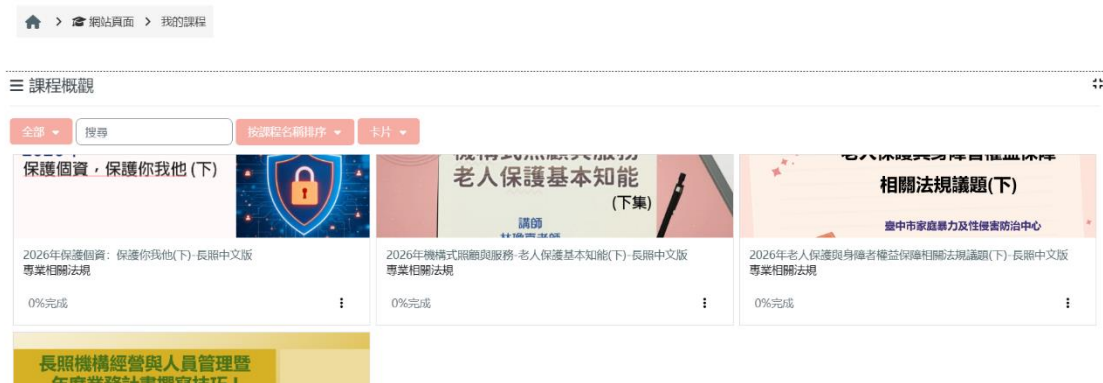 網站頁面
我的課程
課程概觀
全部
搜尋
按課程名稱排序
卡片
保護個資，保護你我他(下)
老人保護基本知能
(下集)
講師
相關法規議題(下)
臺中市家庭暴力及性侵害防治中心
2026年保護個資：保護你我他(下)-長照中文版
專業相關法規
0%完成
2026年機構式照顧與服務-老人保護基本知能(下)-長照中文版
專業相關法規
0%完成
2026年老人保護與身障者權益保障相關法規議題(下)-長照中文版
專業相關法規
0%完成
長照機構經營與人員管理暨